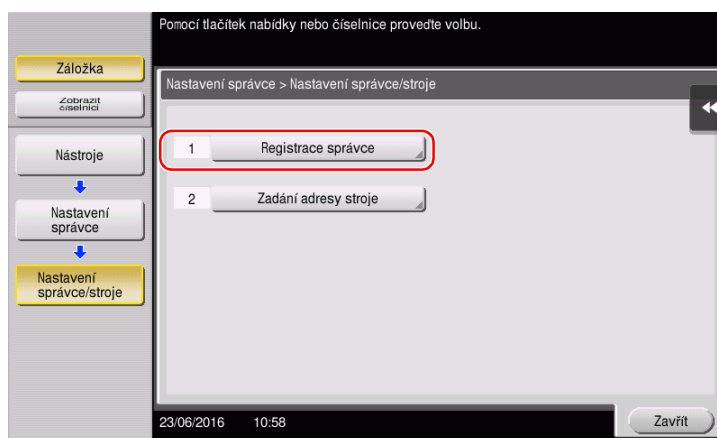 Pomocí tlačítek nabídky nebo číselnice proveďte volbu.
Záložka
Zobrazit
číselnici
Nástroje
Nastavení
správce
Nastavení
správce/stroje
Nastavení správce > Nastavení správce/stroje
1 Registrace správce
2 Zadání adresy stroje
23/06/2016 10:58
Zavřít